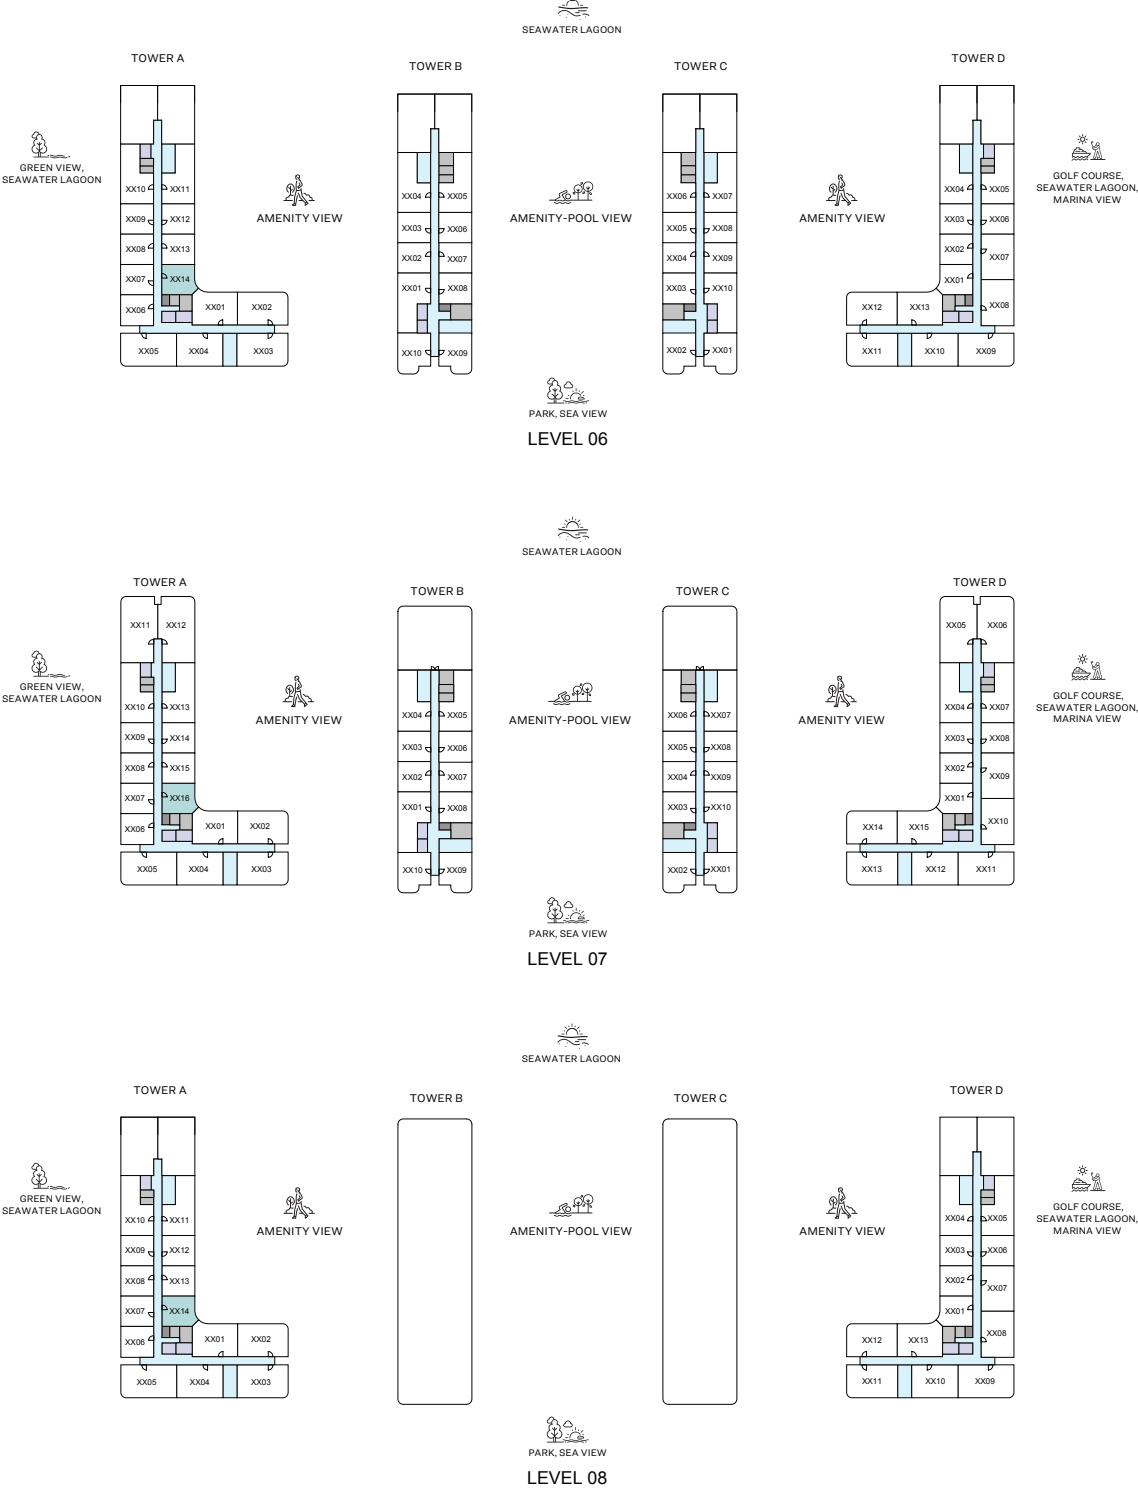 SEAWATER LAGOON
TOWER A
TOWER B
TOWER C
TOWER D
GREEN VIEW,
SEAWATER LAGOON
AMENITY VIEW
AMENITY-POOL VIEW
AMENITY VIEW
GOLF COURSE,
SEAWATER LAGOON,
MARINA VIEW
XX10 XX11
XX09 XX12
XX08 XX13
XX07 XX14
XX06 XX01 XX02
XX05 XX04 XX03
XX04 XX05
XX03 XX06
XX02 XX07
XX01 XX08
XX10 XX09
XX06 XX07
XX05 XX08
XX04 XX09
XX03 XX10
XX02 XX01
XX04 XX05
XX03 XX06
XX02 XX07
XX01
XX12 XX13 XX08
XX11 XX10 XX09
PARK, SEA VIEW
LEVEL 06
SEAWATER LAGOON
TOWER A
TOWER B
TOWER C
TOWER D
GREEN VIEW,
SEAWATER LAGOON
AMENITY VIEW
AMENITY-POOL VIEW
AMENITY VIEW
GOLF COURSE,
SEAWATER LAGOON,
MARINA VIEW
XX11 XX12
XX10 XX13
XX09 XX14
XX08 XX15
XX07 XX16
XX06 XX01 XX02
XX05 XX04 XX03
XX04 XX05
XX03 XX06
XX02 XX07
XX01 XX08
XX10 XX09
XX06 XX07
XX05 XX08
XX04 XX09
XX03 XX10
XX02 XX01
XX05 XX06
XX04 XX07
XX03 XX08
XX02 XX09
XX01
XX14 XX15 XX10
XX13 XX12 XX11
PARK, SEA VIEW
LEVEL 07
SEAWATER LAGOON
TOWER A
TOWER B
TOWER C
TOWER D
GREEN VIEW,
SEAWATER LAGOON
AMENITY VIEW
AMENITY-POOL VIEW
AMENITY VIEW
GOLF COURSE,
SEAWATER LAGOON,
MARINA VIEW
XX10 XX11
XX09 XX12
XX08 XX13
XX07 XX14
XX06 XX01 XX02
XX05 XX04 XX03
XX04 XX05
XX03 XX06
XX02 XX07
XX01
XX12 XX13 XX08
XX11 XX10 XX09
PARK, SEA VIEW
LEVEL 08